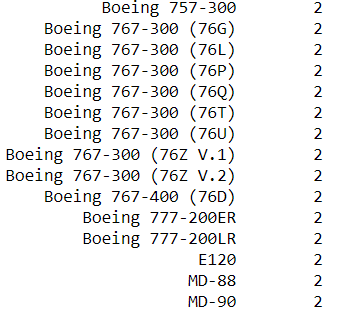 Boeing 757-300 2
Boeing 767-300 (76G) 2
Boeing 767-300 (76L) 2
Boeing 767-300 (76P) 2
Boeing 767-300 (76Q) 2
Boeing 767-300 (76T) 2
Boeing 767-300 (76U) 2
Boeing 767-300 (76Z V.1) 2
Boeing 767-300 (76Z V.2) 2
Boeing 767-400 (76D) 2
Boeing 777-200ER 2
Boeing 777-200LR 2
E120 2
MD-88 2
MD-90 2